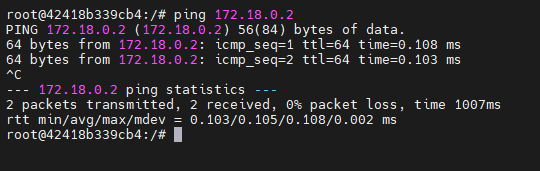 root@42418b339cb4:/# ping 172.18.0.2
PING 172.18.0.2 (172.18.0.2) 56(84) bytes of data.
64 bytes from 172.18.0.2: icmp_seq=1 ttl=64 time=0.108 ms
64 bytes from 172.18.0.2: icmp_seq=2 ttl=64 time=0.103 ms
^C
--- 172.18.0.2 ping statistics ---
2 packets transmitted, 2 received, 0% packet loss, time 1007ms
rtt min/avg/max/mdev = 0.103/0.105/0.108/0.002 ms
root@42418b339cb4:/#